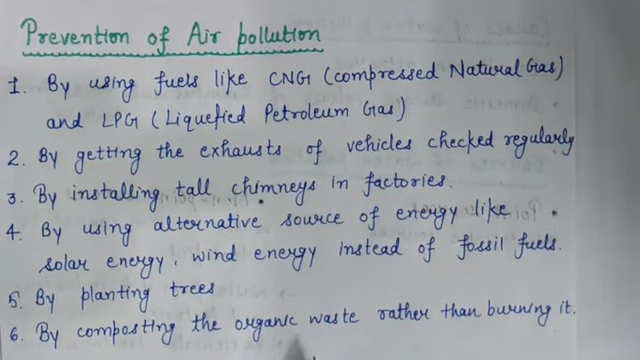 Prevention of Air pollution
1. By using fuels like CNG (compressed Natural Gas)
and LPG (Liquefied Petroleum Gas)
2. By getting the exhausts of vehicles checked regularly
3. By installing tall chimneys in factories.
4. By using alternative source of energy like
solar energy, wind energy instead of fossil fuels.
5. By planting trees
6. By composting the organic waste rather than burning it.